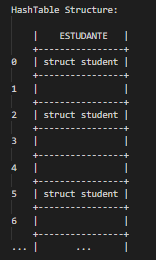 HashTable Structure:
| ESTUDANTE |
+-----------------+
0 | struct student |
+-----------------+
1 | |
+-----------------+
2 | struct student |
+-----------------+
3 | |
+-----------------+
4 | |
+-----------------+
5 | struct student |
+-----------------+
6 | |
+-----------------+
... | ... |